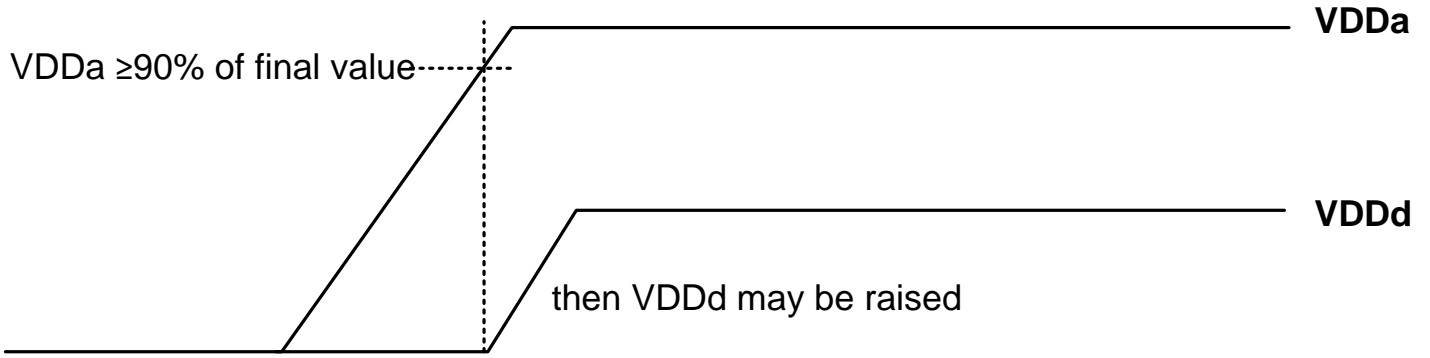 VDDa
VDDa ≥90% of final value
VDDd
then VDDd may be raised